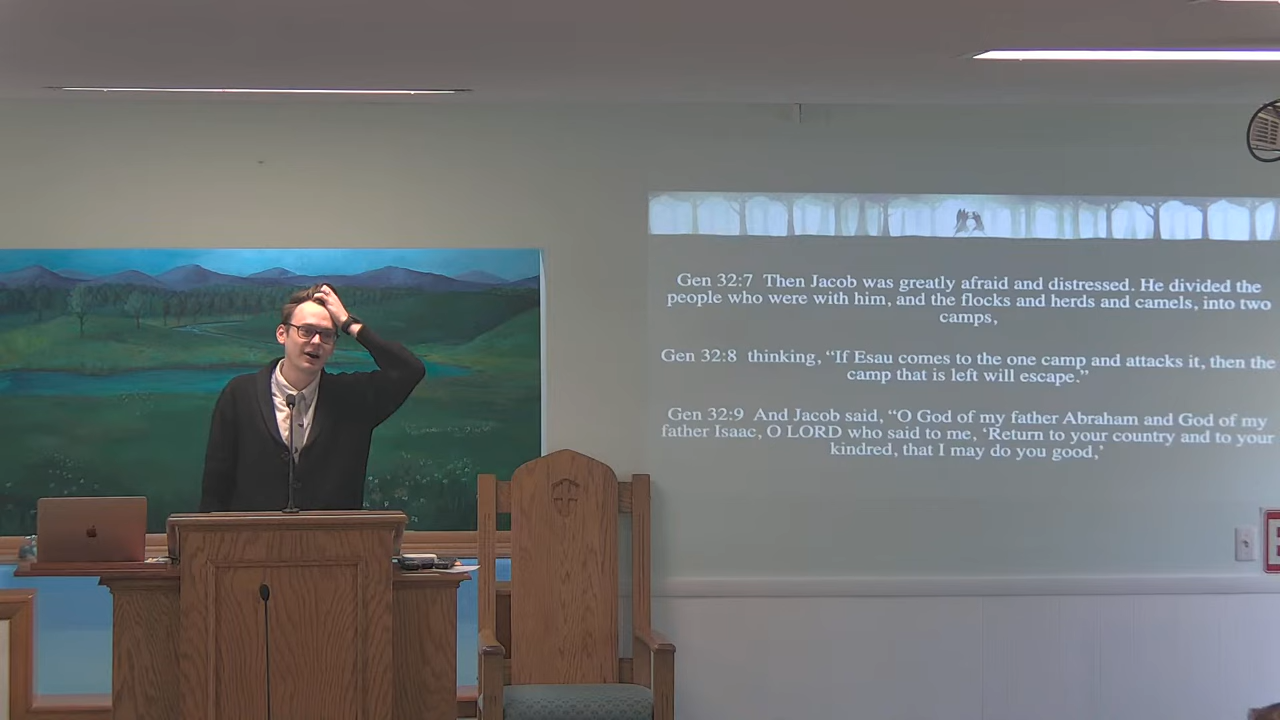 Gen 32:7 Then Jacob was greatly afraid and distressed. He divided the
people who were with him, and the flocks and herds and camels, into two
camps,
Gen 32:8 thinking, “If Esau comes to the one camp and attacks it, then the
camp that is left will escape.”
Gen 32:9 And Jacob said, “O God of my father Abraham and God of my
father Isaac, O LORD who said to me, ‘Return to your country and to your
kindred, that I may do you good,’